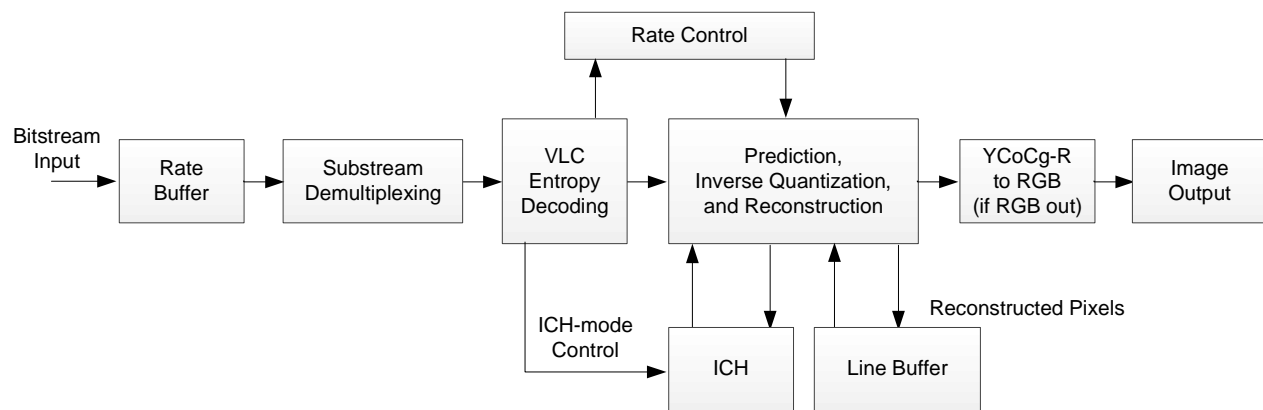 Rate Control
Bitstream
Input
Rate
Buffer
Substream
Demultiplexing
VLC
Entropy
Decoding
Prediction,
Inverse Quantization,
and Reconstruction
YCoCg-R
to RGB
(if RGB out)
Image
Output
ICH-mode
Control
Reconstructed Pixels
ICH
Line Buffer